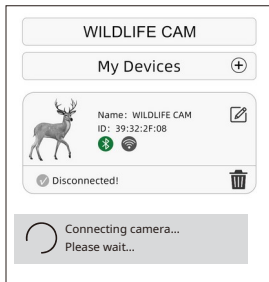 WILDLIFE CAM
My Devices
Name: WILDLIFE CAM
ID: 39:32:2F:08
Disconnected!
Connecting camera...
Please wait...